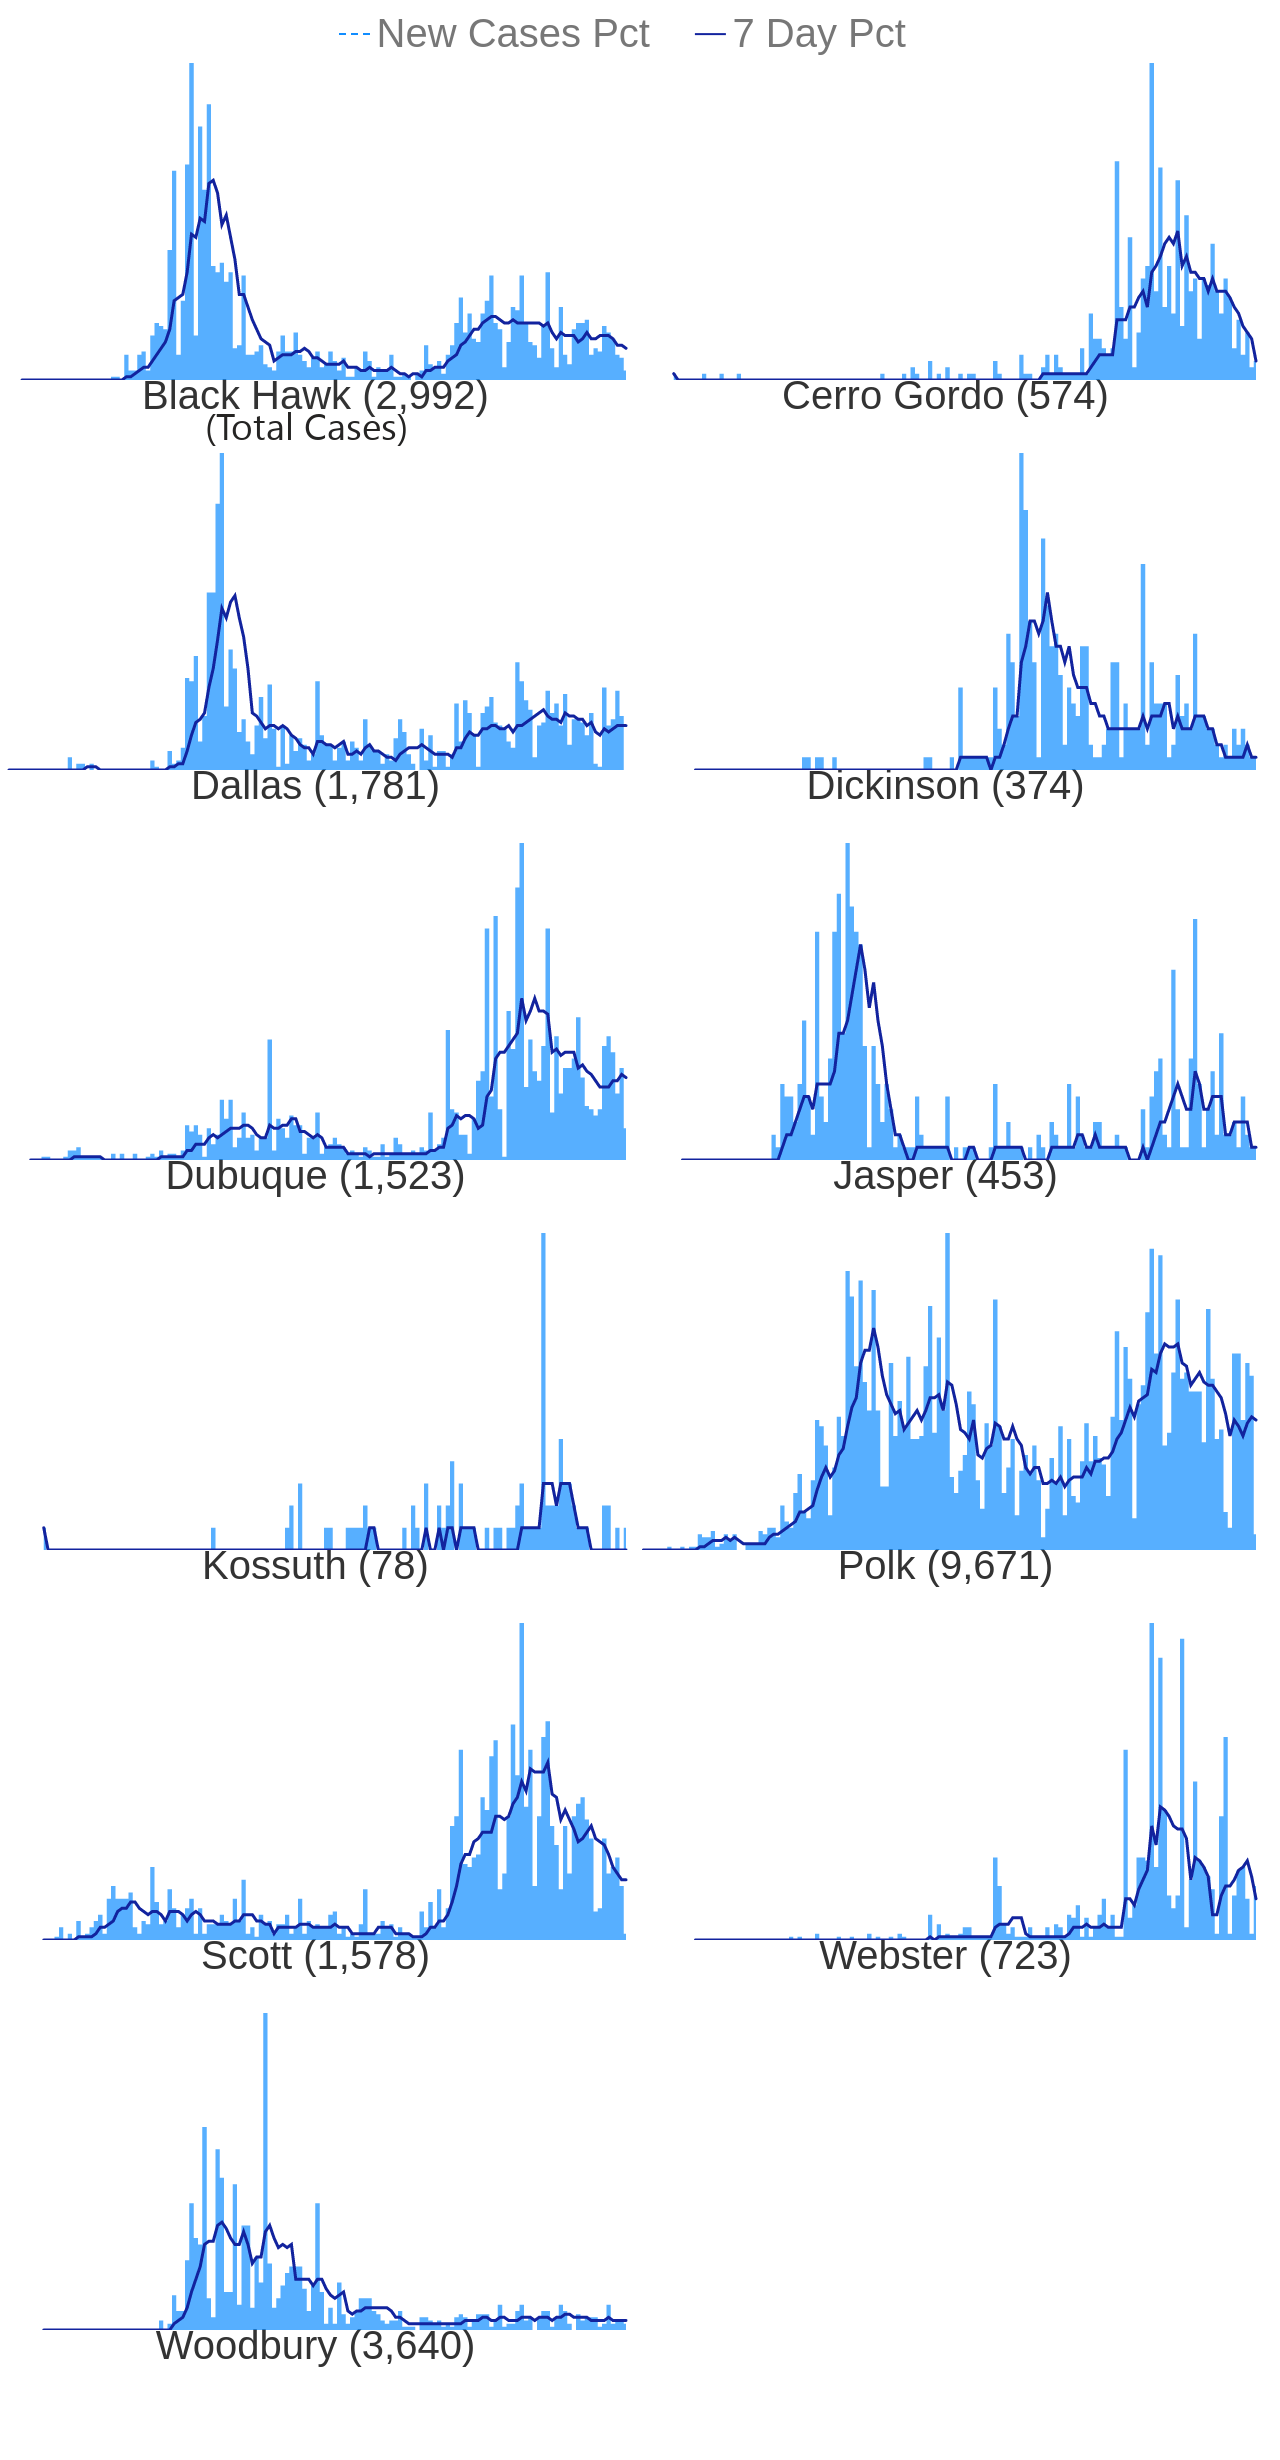 New Cases Pct 7 Day Pct
Black Hawk (2,992) Cerro Gordo (574)
(Total Cases)
Dallas (1,781) Dickinson (374)
Dubuque (1,523) Jasper (453)
Kossuth (78) Polk (9,671)
Scott (1,578) Webster (723)
Woodbury (3,640)